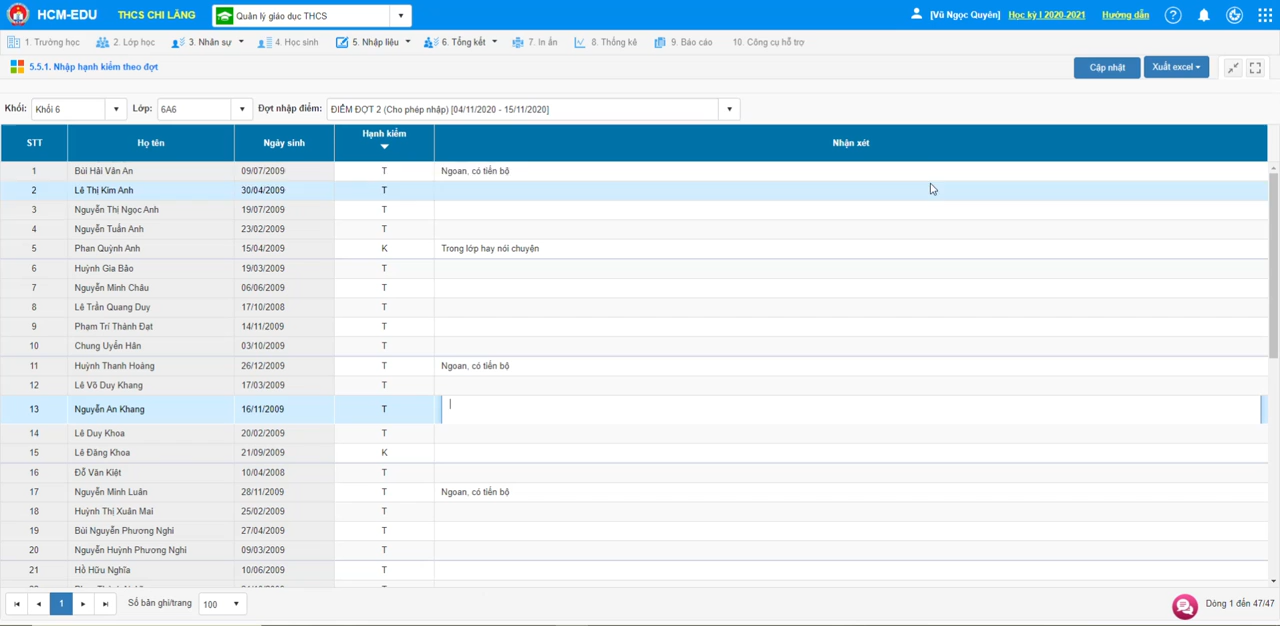 HCM-EDU THCS CHI LĂNG Quản lý giáo dục THCS [Vũ Ngọc Quyên] Học kỳ I 2020-2021 Hướng dẫn
1. Trường học 2. Lớp học 3. Nhân sự 4. Học sinh 5. Nhập liệu 6. Tổng kết 7. In ấn 8. Thống kê 9. Báo cáo 10. Công cụ hỗ trợ
5.5.1. Nhập hạnh kiểm theo đợt Cập nhật Xuất excel
Khối: Khối 6 Lớp: 6A6 Đợt nhập điểm: ĐIỂM ĐỢT 2 (Cho phép nhập) [04/11/2020 - 15/11/2020]
STT Họ tên Ngày sinh Hạnh kiểm Nhận xét
1 Bùi Hải Vân An 09/07/2009 T Ngoan, có tiến bộ
2 Lê Thị Kim Anh 30/04/2009 T
3 Nguyễn Thị Ngọc Anh 19/07/2009 T
4 Nguyễn Tuấn Anh 23/02/2009 T
5 Phan Quỳnh Anh 15/04/2009 K Trong lớp hay nói chuyện
6 Huỳnh Gia Bảo 19/03/2009 T
7 Nguyễn Minh Châu 06/06/2009 T
8 Lê Trần Quang Duy 17/10/2008 T
9 Phạm Trí Thành Đạt 14/11/2009 T
10 Chung Uyển Hân 03/10/2009 T
11 Huỳnh Thanh Hoàng 26/12/2009 T Ngoan, có tiến bộ
12 Lê Võ Duy Khang 17/03/2009 T
13 Nguyễn An Khang 16/11/2009 T
14 Lê Duy Khoa 20/02/2009 T
15 Lê Đăng Khoa 21/09/2009 K
16 Đỗ Văn Kiệt 10/04/2008 T
17 Nguyễn Minh Luân 28/11/2009 T Ngoan, có tiến bộ
18 Huỳnh Thị Xuân Mai 25/02/2009 T
19 Bùi Nguyễn Phương Nghi 27/04/2009 T
20 Nguyễn Huỳnh Phương Nghi 09/03/2009 T
21 Hồ Hữu Nghĩa 10/06/2009 T
1 Số bản ghi/trang 100 Dòng 1 đến 47/47